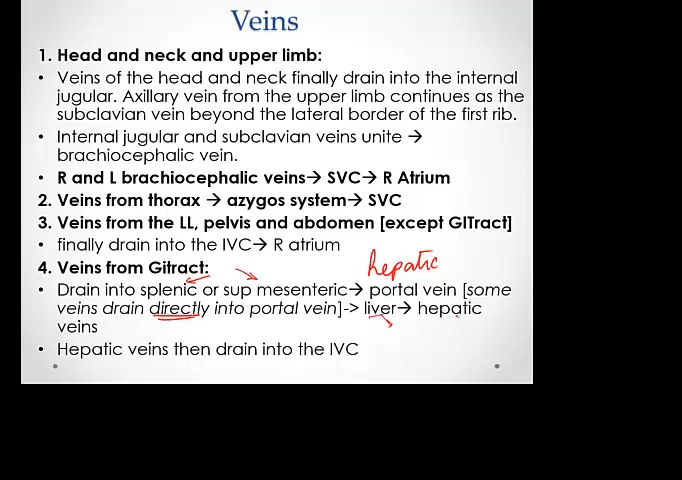 Veins
1. Head and neck and upper limb:
• Veins of the head and neck finally drain into the internal
jugular. Axillary vein from the upper limb continues as the
subclavian vein beyond the lateral border of the first rib.
• Internal jugular and subclavian veins unite →
brachiocephalic vein.
• R and L brachiocephalic veins→ SVC→ R Atrium
2. Veins from thorax → azygos system→ SVC
3. Veins from the LL, pelvis and abdomen [except GITract]
• finally drain into the IVC→ R atrium
4. Veins from Gitract:
hepatic
• Drain into splenic or sup mesenteric→ portal vein [some
veins drain directly into portal vein]-> liver→ hepatic
veins
• Hepatic veins then drain into the IVC